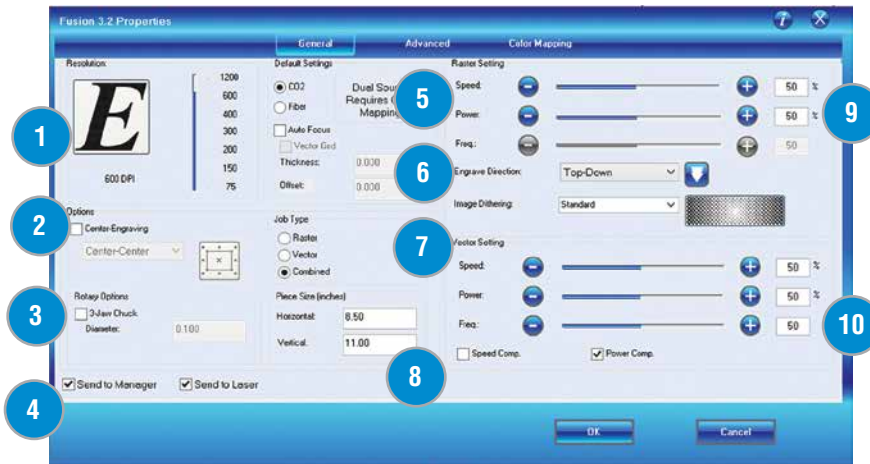 Fusion 3.2 Properties
General Advanced Color Mapping
Resolution:
E
600 DPI
1200
600
400
300
200
150
75
1
Options
2
Center-Engraving
Center-Center
Rotary Options
3
3-Jaw Chuck
Diameter: 0.100
4
Send to Manager Send to Laser
Default Settings
CO2
Fiber
Dual Sou
Requires
Mapping
5
Auto Focus
Vector Grd
Thickness: 0.000
Offset: 0.000
6
Job Type
Raster
Vector
Combined
7
Piece Size (inches)
Horizontal: 8.50
Vertical: 11.00
8
Raster Setting
Speed: 50 %
Power: 50 %
Freq.: 50
9
Engrave Direction: Top-Down
Image Dithering: Standard
Vector Setting
Speed: 50 %
Power: 50 %
Freq.: 50
10
Speed Comp. Power Comp.
OK Cancel